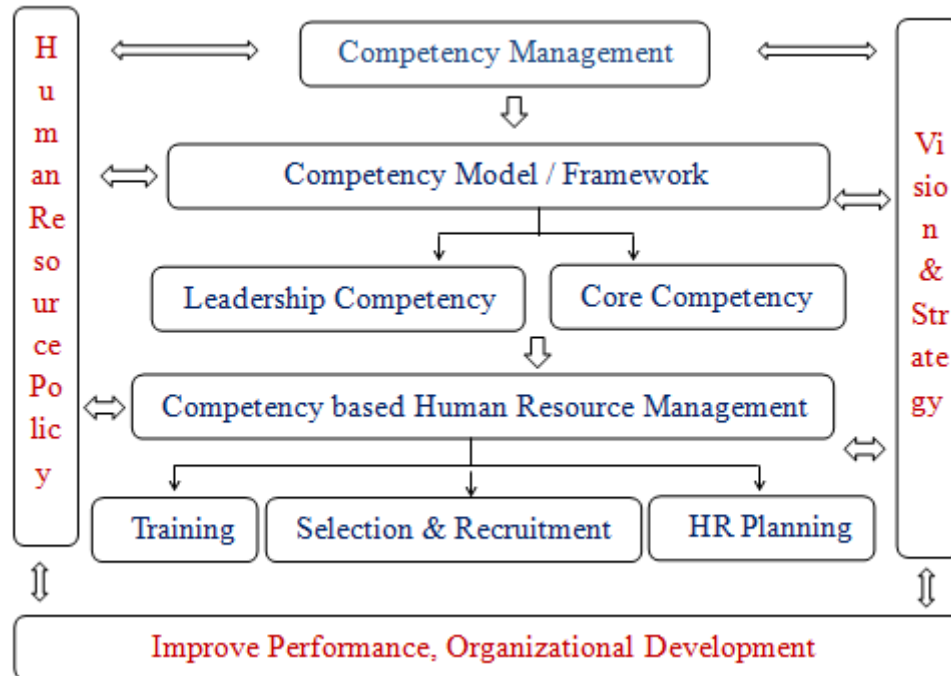 H
u
m
an
Re
so
ur
ce
Po
lic
y
Competency Management
Competency Model / Framework
Leadership Competency
Core Competency
Competency based Human Resource Management
Training
Selection & Recruitment
HR Planning
Vi
sio
n
&
Str
ate
gy
Improve Performance, Organizational Development